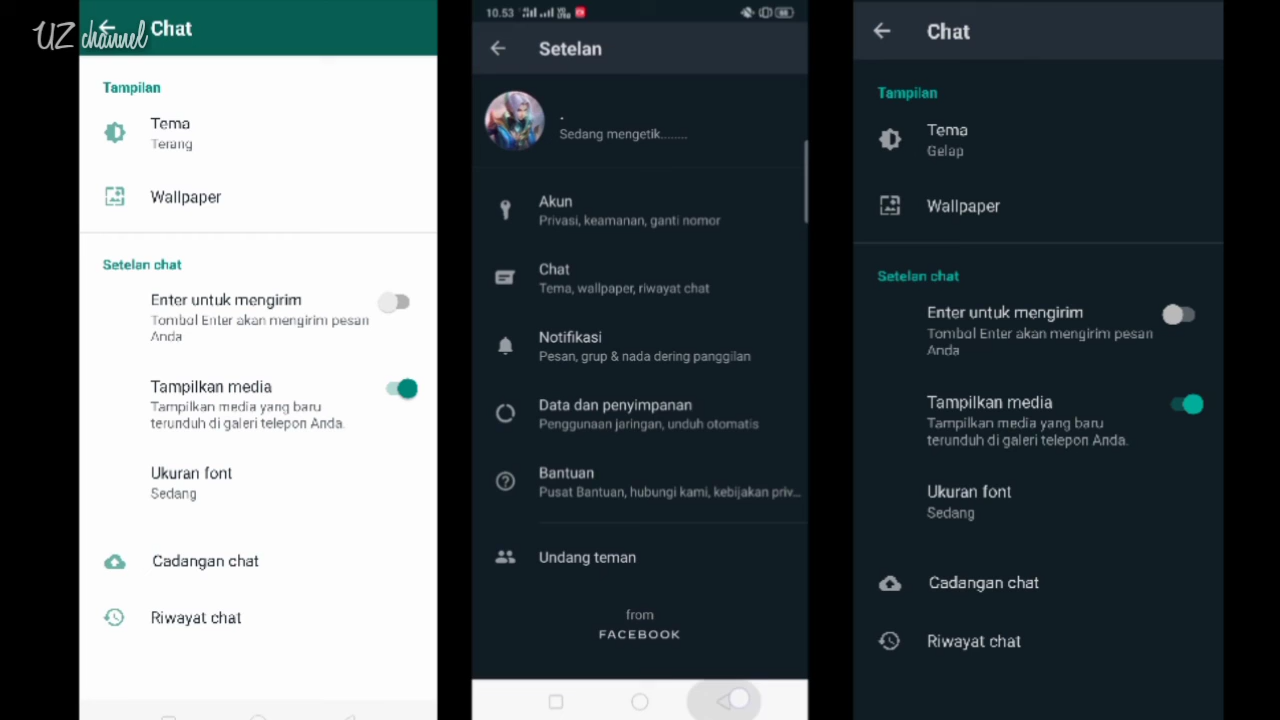 UZ channel
Chat
Tampilan
Tema
Terang
Wallpaper
Setelan chat
Enter untuk mengirim
Tombol Enter akan mengirim pesan
Anda
Tampilkan media
Tampilkan media yang baru
terunduh di galeri telepon Anda.
Ukuran font
Sedang
Cadangan chat
Riwayat chat
10.53
Setelan
.
Sedang mengetik........
Akun
Privasi, keamanan, ganti nomor
Chat
Tema, wallpaper, riwayat chat
Notifikasi
Pesan, grup & nada dering panggilan
Data dan penyimpanan
Penggunaan jaringan, unduh otomatis
Bantuan
Pusat Bantuan, hubungi kami, kebijakan priv...
Undang teman
from
FACEBOOK
Chat
Tampilan
Tema
Gelap
Wallpaper
Setelan chat
Enter untuk mengirim
Tombol Enter akan mengirim pesan
Anda
Tampilkan media
Tampilkan media yang baru
terunduh di galeri telepon Anda.
Ukuran font
Sedang
Cadangan chat
Riwayat chat